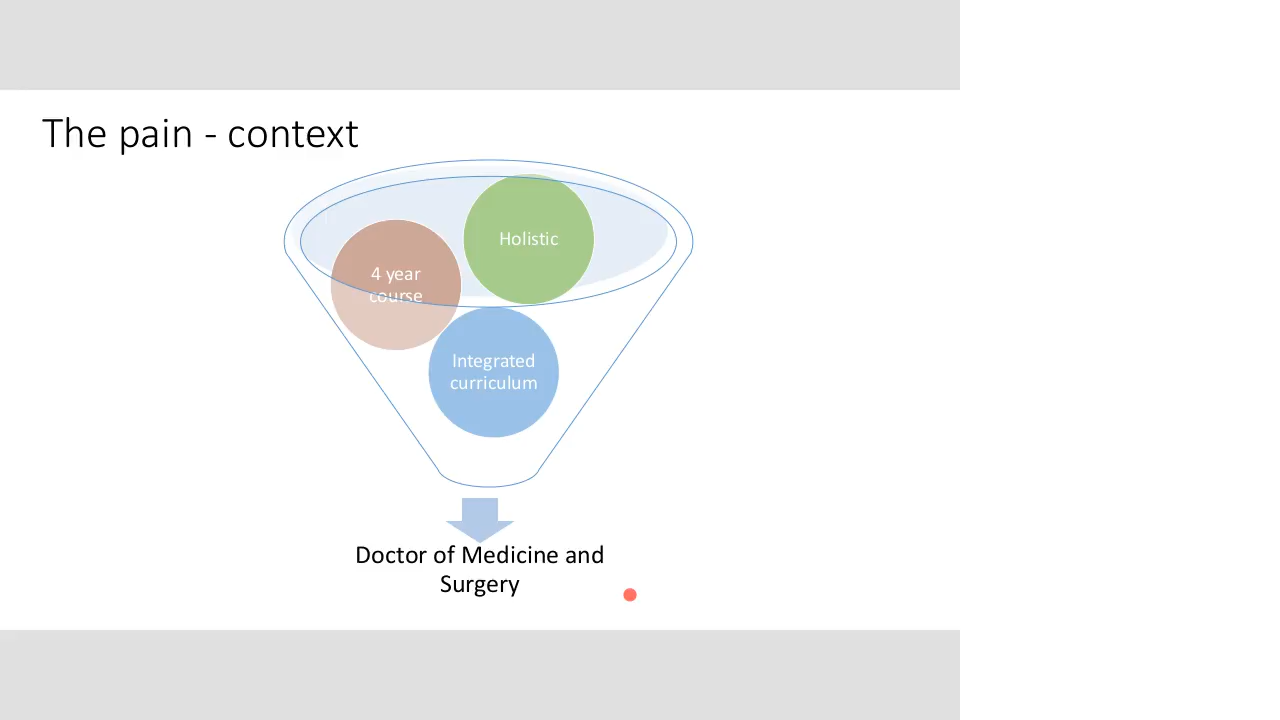 The pain - context
Holistic
4 year
course
Integrated
curriculum
Doctor of Medicine and
Surgery